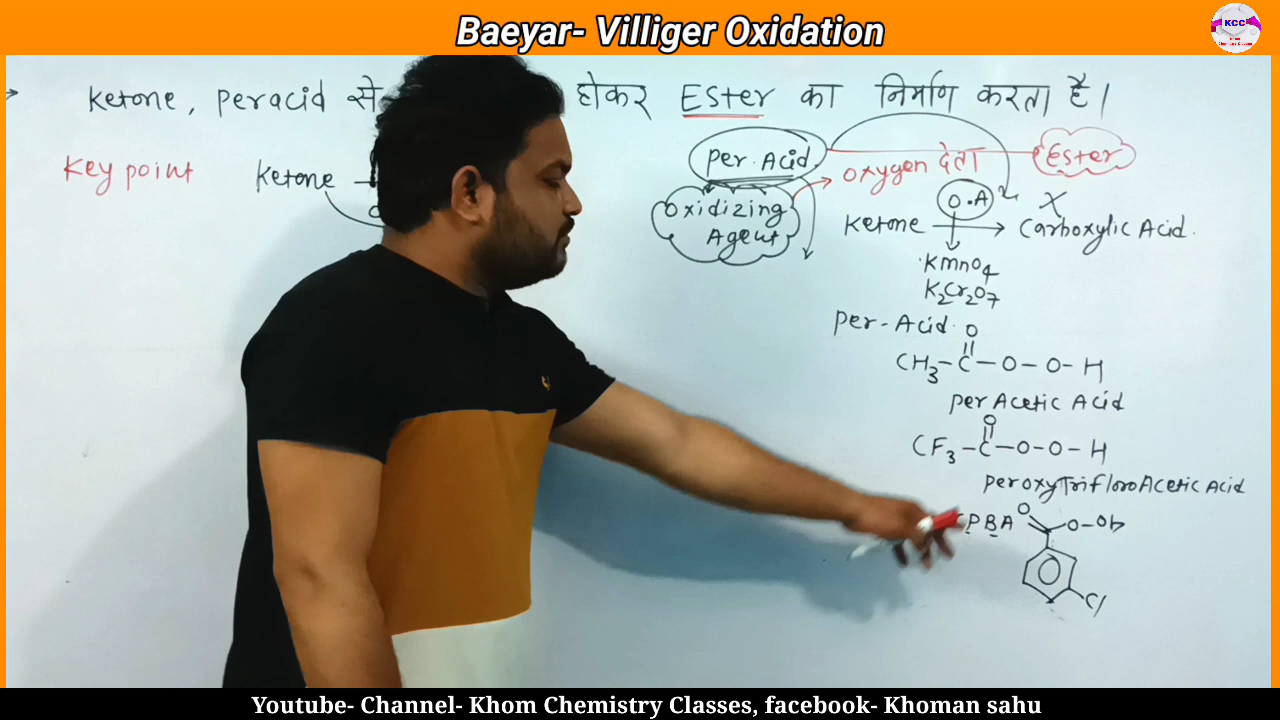 Baeyar- Villiger Oxidation
KCC
Ketone, peracid से होकर Ester का निर्माण करता है।
Key point Ketone
Per. Acid
Oxygen देता
Ester
Oxidizing
Agent
O.A X
Ketone Carboxylic Acid.
KMnO4
K2Cr2O7
Per-Acid.
O
CH3-C-O-O-H
per Acetic Acid
O
CF3-C-O-O-H
peroxyTrifloroAcetic Acid
PBA O O-OH
Cl
Youtube- Channel- Khom Chemistry Classes, facebook- Khoman sahu